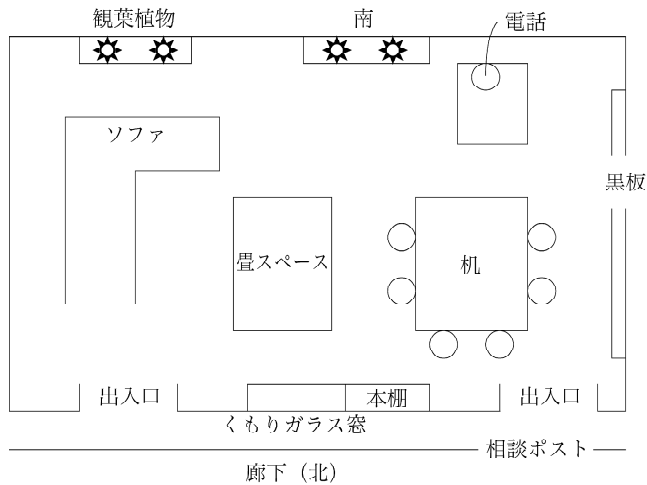 観葉植物
南
電話
ソファ
黒板
畳スペース
机
出入口
本棚
出入口
くもりガラス窓
相談ポスト
廊下（北）